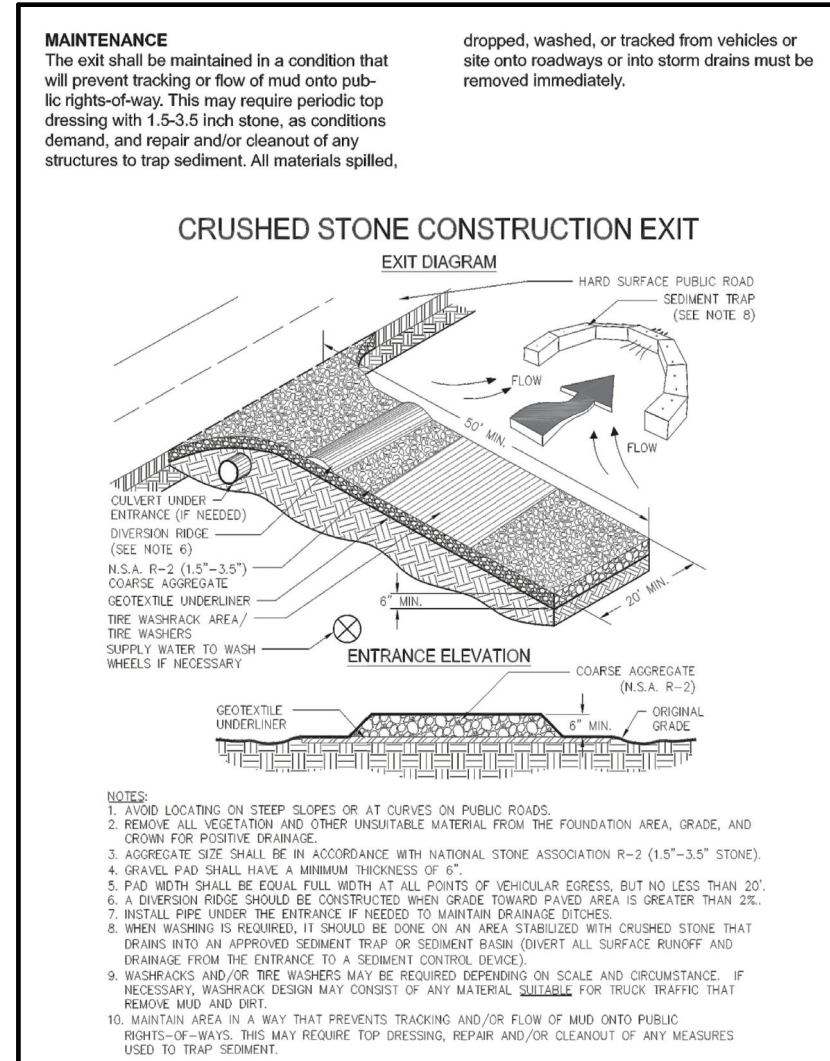 MAINTENANCE
The exit shall be maintained in a condition that
will prevent tracking or flow of mud onto pub-
lic rights-of-way. This may require periodic top
dressing with 1.5-3.5 inch stone, as conditions
demand, and repair and/or cleanout of any
structures to trap sediment. All materials spilled,
dropped, washed, or tracked from vehicles or
site onto roadways or into storm drains must be
removed immediately.
CRUSHED STONE CONSTRUCTION EXIT
EXIT DIAGRAM
HARD SURFACE PUBLIC ROAD
SEDIMENT TRAP
(SEE NOTE 8)
FLOW
50' MIN.
FLOW
CULVERT UNDER
ENTRANCE (IF NEEDED)
DIVERSION RIDGE
(SEE NOTE 6)
N.S.A. R-2 (1.5"-3.5")
COARSE AGGREGATE
GEOTEXTILE UNDERLINER
TIRE WASHRACK AREA/
TIRE WASHERS
SUPPLY WATER TO WASH
WHEELS IF NECESSARY
6" MIN.
20' MIN.
ENTRANCE ELEVATION
COARSE AGGREGATE
(N.S.A. R-2)
GEOTEXTILE
UNDERLINER
6" MIN.
ORIGINAL
GRADE
NOTES:
1. AVOID LOCATING ON STEEP SLOPES OR AT CURVES ON PUBLIC ROADS.
2. REMOVE ALL VEGETATION AND OTHER UNSUITABLE MATERIAL FROM THE FOUNDATION AREA, GRADE, AND
CROWN FOR POSITIVE DRAINAGE.
3. AGGREGATE SIZE SHALL BE IN ACCORDANCE WITH NATIONAL STONE ASSOCIATION R-2 (1.5"-3.5" STONE).
4. GRAVEL PAD SHALL HAVE A MINIMUM THICKNESS OF 6".
5. PAD WIDTH SHALL BE EQUAL FULL WIDTH AT ALL POINTS OF VEHICULAR EGRESS, BUT NO LESS THAN 20'.
6. A DIVERSION RIDGE SHOULD BE CONSTRUCTED WHEN GRADE TOWARD PAVED AREA IS GREATER THAN 2%..
7. INSTALL PIPE UNDER THE ENTRANCE IF NEEDED TO MAINTAIN DRAINAGE DITCHES.
8. WHEN WASHING IS REQUIRED, IT SHOULD BE DONE ON AN AREA STABILIZED WITH CRUSHED STONE THAT
DRAINS INTO AN APPROVED SEDIMENT TRAP OR SEDIMENT BASIN (DIVERT ALL SURFACE RUNOFF AND
DRAINAGE FROM THE ENTRANCE TO A SEDIMENT CONTROL DEVICE).
9. WASHRACKS AND/OR TIRE WASHERS MAY BE REQUIRED DEPENDING ON SCALE AND CIRCUMSTANCE. IF
NECESSARY, WASHRACK DESIGN MAY CONSIST OF ANY MATERIAL SUITABLE FOR TRUCK TRAFFIC THAT
REMOVE MUD AND DIRT.
10. MAINTAIN AREA IN A WAY THAT PREVENTS TRACKING AND/OR FLOW OF MUD ONTO PUBLIC
RIGHTS-OF-WAYS. THIS MAY REQUIRE TOP DRESSING, REPAIR AND/OR CLEANOUT OF ANY MEASURES
USED TO TRAP SEDIMENT.